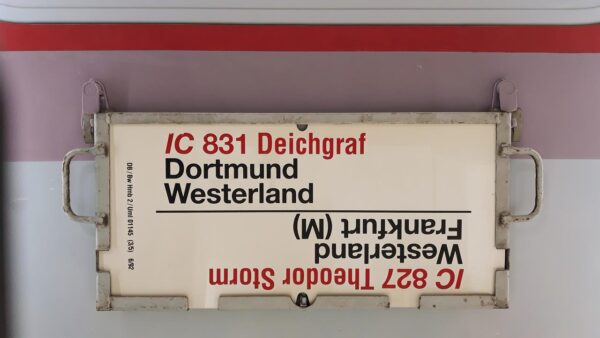 IC 831 Deichgraf
Dortmund
Westerland
IC 827 Theodor Storm
Westerland
Frankfurt (M)